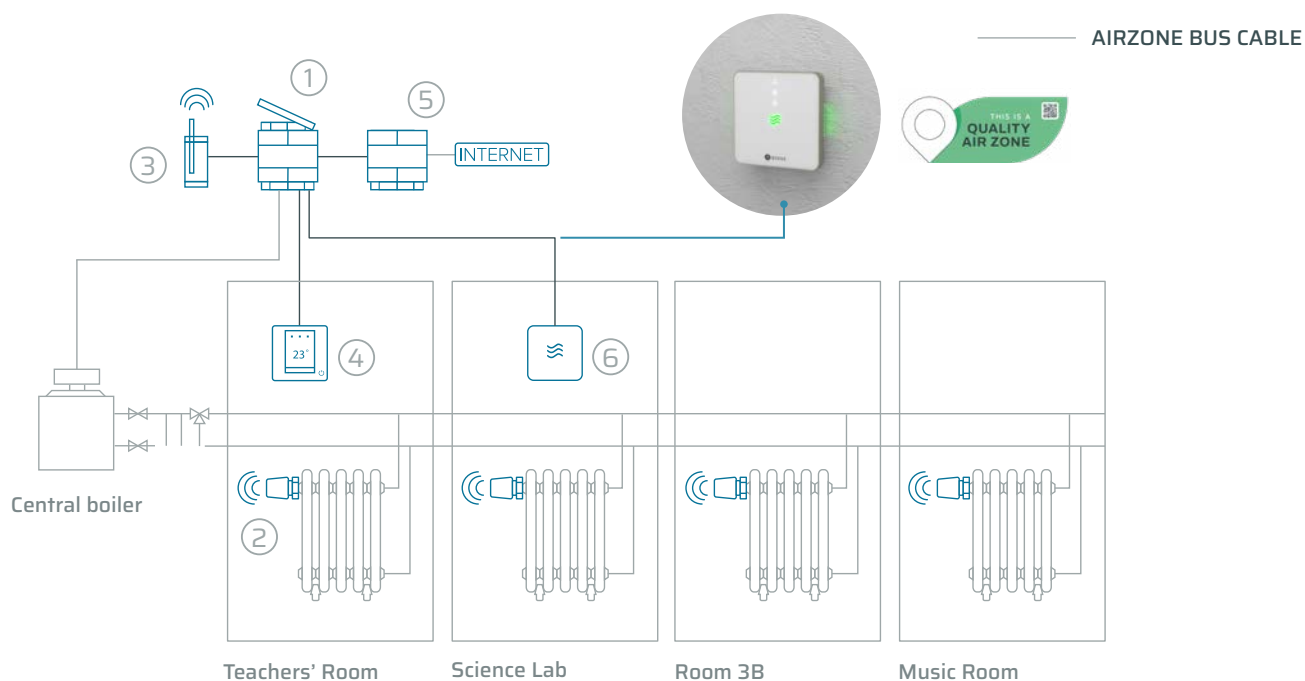 AIRZONE BUS CABLE
1
5
THIS IS A
QUALITY
AIR ZONE
3
INTERNET
23°
4
6
Central boiler
2
Teachers' Room
Science Lab
Room 3B
Music Room